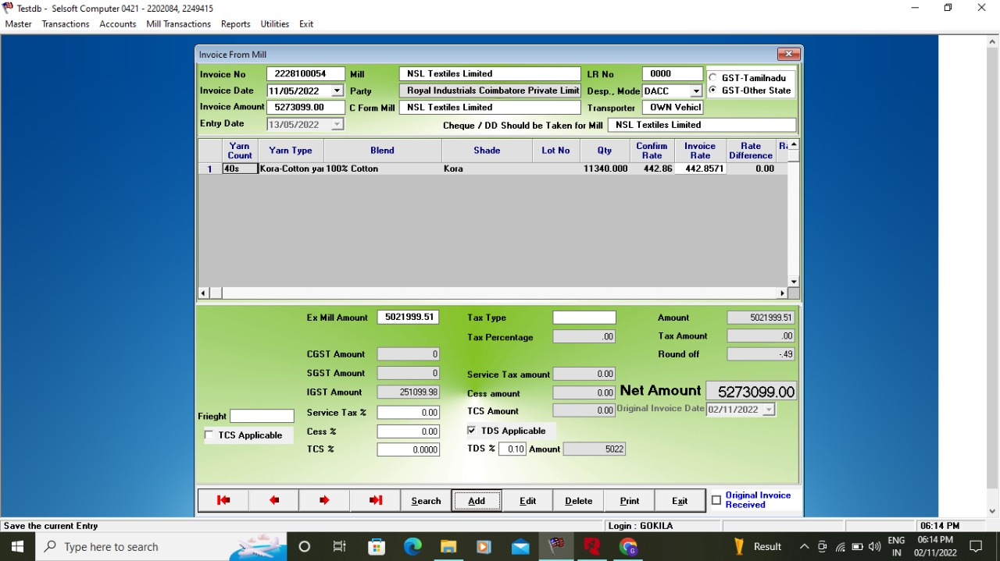 Testdb - Selsoft Computer 0421 - 2202084, 2249415
Master Transactions Accounts Mill Transactions Reports Utilities Exit
Invoice From Mill
Invoice No 2228100054 Mill NSL Textiles Limited LR No 0000 GST-Tamilnadu
Invoice Date 11/05/2022 Party Royal Industrials Coimbatore Private Limit Desp., Mode DACC GST-Other State
Invoice Amount 5273099.00 C Form Mill NSL Textiles Limited Transporter OWN Vehicl
Entry Date 13/05/2022 Cheque / DD Should be Taken for Mill NSL Textiles Limited
Yarn Count Yarn Type Blend Shade Lot No Qty Confirm Rate Invoice Rate Rate Difference
1 40s Kora-Cotton yar 100% Cotton Kora 11340.000 442.86 442.8571 0.00
Ex Mill Amount 5021999.51 Tax Type Amount 5021999.51
Tax Percentage .00 Tax Amount .00
CGST Amount 0 Round off -.49
SGST Amount 0 Service Tax amount 0.00
IGST Amount 251099.98 Cess amount 0.00 Net Amount 5273099.00
Frieght Service Tax % 0.00 TCS Amount 0.00 Original Invoice Date 02/11/2022
TCS Applicable Cess % 0.00 TDS Applicable
TCS % 0.0000 TDS % 0.10 Amount 5022
Search Add Edit Delete Print Exit Original Invoice Received
Save the current Entry Login : GOKILA 06:14 PM
Type here to search Result ENG IN 06:14 PM 02/11/2022